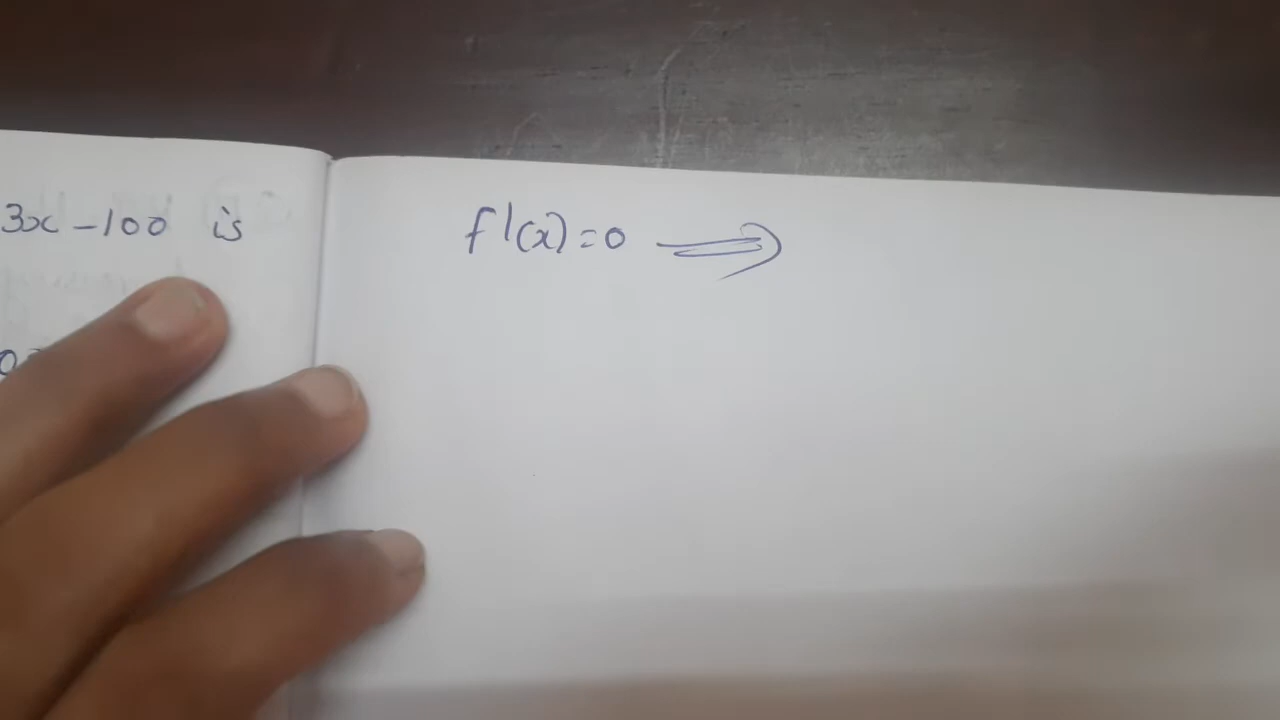 3x - 100 is
f'(x) = 0 ⟹